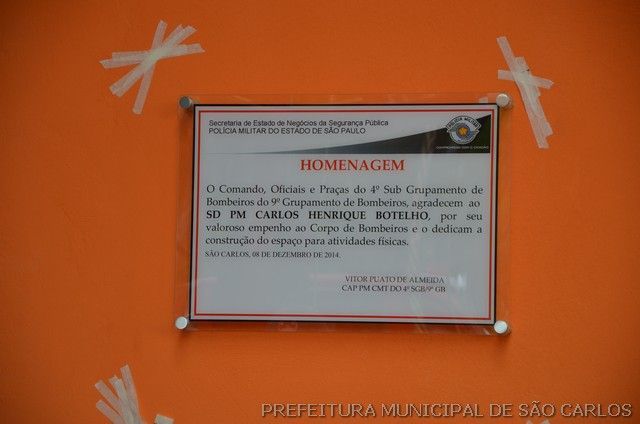 Secretaria de Estado de Negócios da Segurança Pública
POLÍCIA MILITAR DO ESTADO DE SÃO PAULO
HOMENAGEM
O Comando, Oficiais e Praças do 4º Sub Grupamento de
Bombeiros do 9º Grupamento de Bombeiros, agradecem ao
SD PM CARLOS HENRIQUE BOTELHO, por seu
valoroso empenho ao Corpo de Bombeiros e o dedicam a
construção do espaço para atividades físicas.
SÃO CARLOS, 08 DE DEZEMBRO DE 2014.
VITOR PUATO DE ALMEIDA
CAP PM CMT DO 4º SGB/9º GB
PREFEITURA MUNICIPAL DE SÃO CARLOS